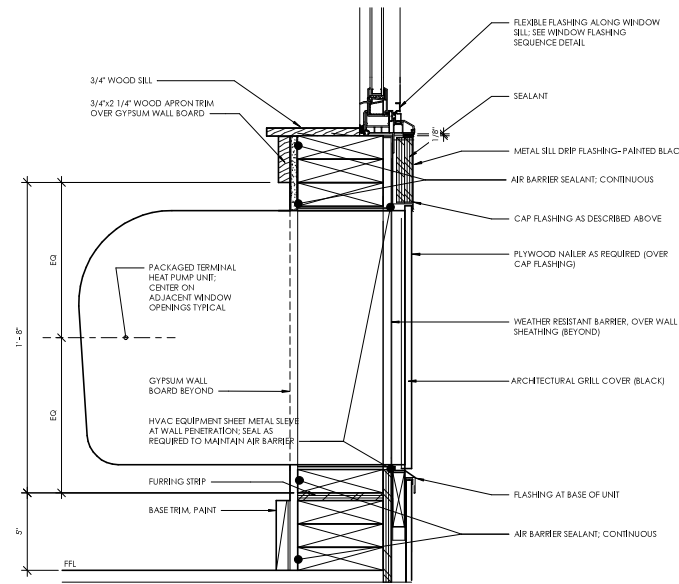 FLEXIBLE FLASHING ALONG WINDOW
SILL; SEE WINDOW FLASHING
SEQUENCE DETAIL
3/4" WOOD SILL
3/4"x2 1/4" WOOD APRON TRIM
OVER GYPSUM WALL BOARD
SEALANT
1/8"
METAL SILL DRIP FLASHING- PAINTED BLAC
AIR BARRIER SEALANT; CONTINUOUS
CAP FLASHING AS DESCRIBED ABOVE
PLYWOOD NAILER AS REQUIRED (OVER
CAP FLASHING)
EQ
PACKAGED TERMINAL
HEAT PUMP UNIT;
CENTER ON
ADJACENT WINDOW
OPENINGS TYPICAL
1'- 8"
WEATHER RESISTANT BARRIER, OVER WALL
SHEATHING (BEYOND)
GYPSUM WALL
BOARD BEYOND
ARCHITECTURAL GRILL COVER (BLACK)
EQ
HVAC EQUIPMENT SHEET METAL SLEVE
AT WALL PENETRATION; SEAL AS
REQUIRED TO MAINTAIN AIR BARRIER
FURRING STRIP
FLASHING AT BASE OF UNIT
BASE TRIM, PAINT
5"
AIR BARRIER SEALANT; CONTINUOUS
FFL